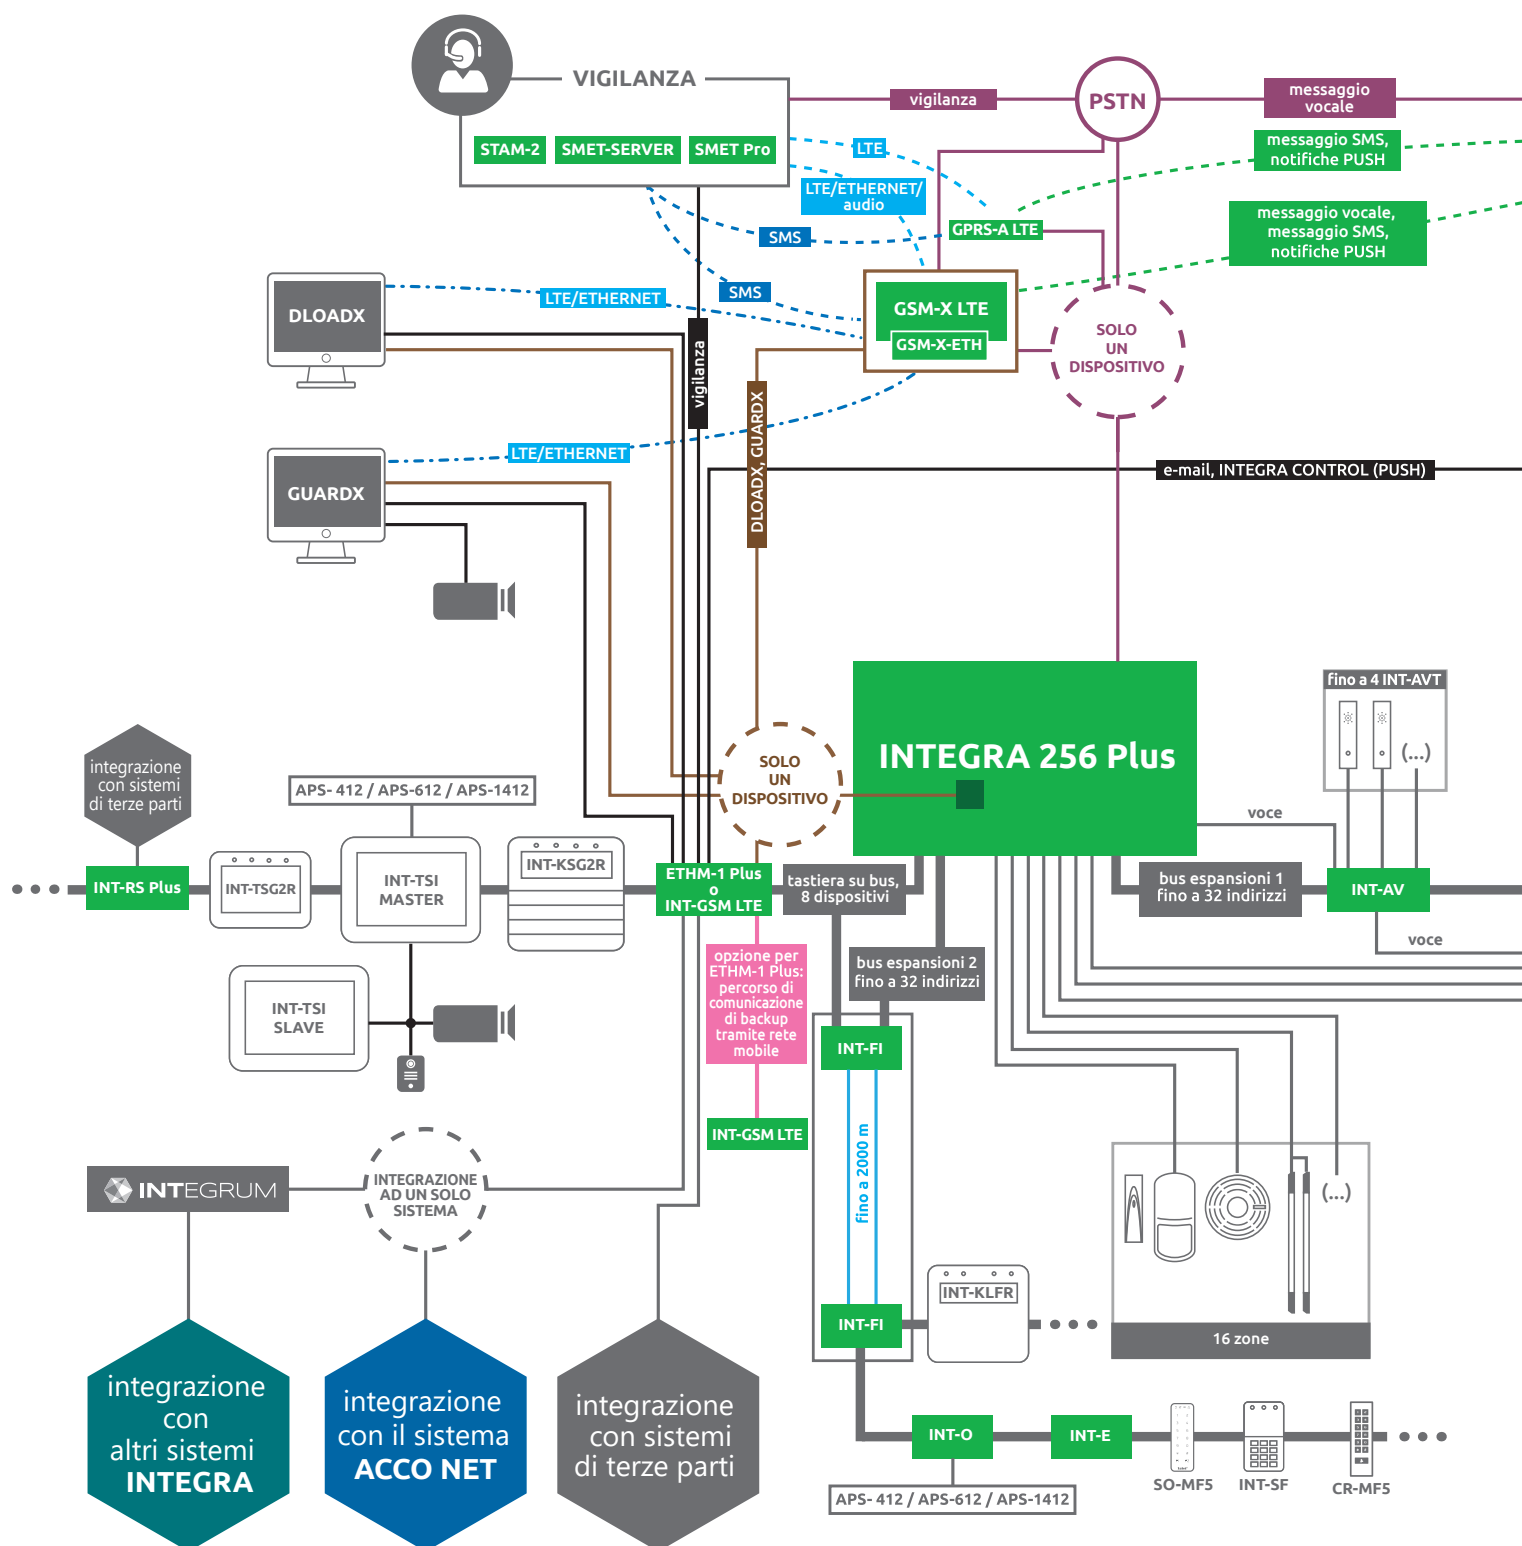 VIGILANZA
STAM-2
SMET-SERVER
SMET Pro
vigilanza
PSTN
messaggio
vocale
LTE
messaggio SMS,
notifiche PUSH
LTE/ETHERNET/
audio
SMS
GPRS-A LTE
messaggio vocale,
messaggio SMS,
notifiche PUSH
DLOADX
LTE/ETHERNET
SMS
GSM-X LTE
GSM-X-ETH
SOLO
UN
DISPOSITIVO
vigilanza
DLOADX, GUARDX
GUARDX
LTE/ETHERNET
e-mail, INTEGRA CONTROL (PUSH)
INTEGRA 256 Plus
fino a 4 INT-AVT
(...)
integrazione
con sistemi
di terze parti
APS- 412 / APS-612 / APS-1412
SOLO
UN
DISPOSITIVO
voce
INT-RS Plus
INT-TSG2R
INT-TSI
MASTER
INT-KSG2R
ETHM-1 Plus
o
INT-GSM LTE
tastiera su bus,
8 dispositivi
bus espansioni 1
fino a 32 indirizzi
INT-AV
voce
opzione per
ETHM-1 Plus:
percorso di
comunicazione
di backup
tramite rete
mobile
bus espansioni 2
fino a 32 indirizzi
INT-TSI
SLAVE
INT-FI
INT-GSM LTE
fino a 2000 m
INTEGRUM
INTEGRAZIONE
AD UN SOLO
SISTEMA
(...)
INT-KLFR
INT-FI
16 zone
integrazione
con
altri sistemi
INTEGRA
integrazione
con il sistema
ACCO NET
integrazione
con sistemi
di terze parti
INT-O
INT-E
SO-MF5
INT-SF
CR-MF5
APS- 412 / APS-612 / APS-1412